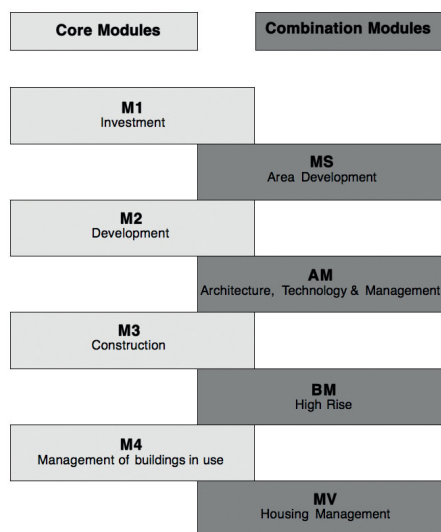 Core Modules
Combination Modules
M1
Investment
MS
Area Development
M2
Development
AM
Architecture, Technology & Management
M3
Construction
BM
High Rise
M4
Management of buildings in use
MV
Housing Management